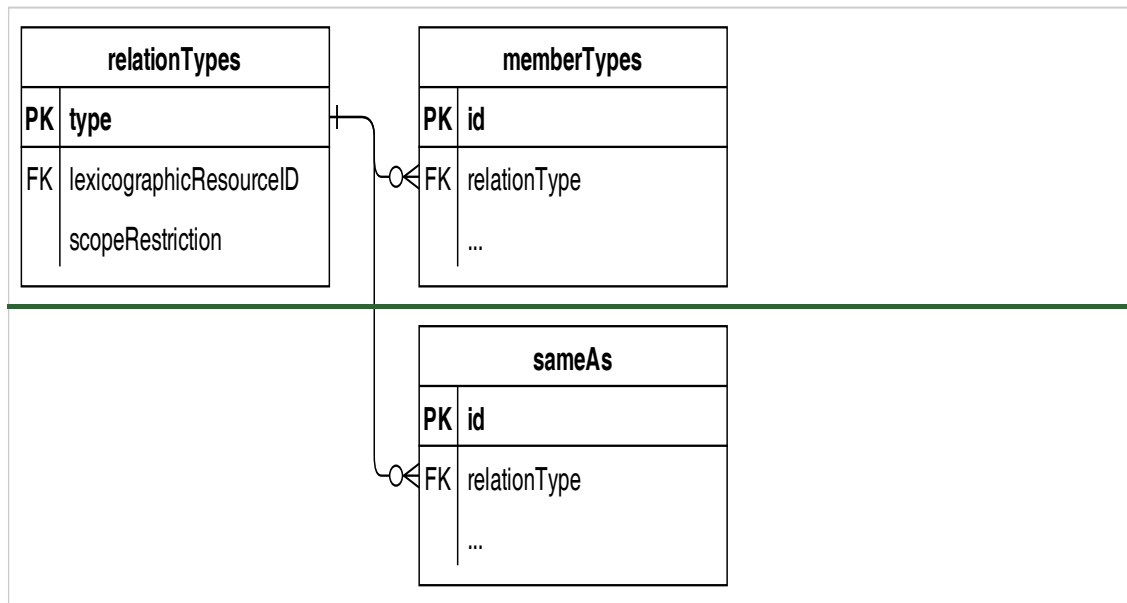 relationTypes
PK type
FK lexicographicResourceID
scopeRestriction
memberTypes
PK id
FK relationType
...
sameAs
PK id
FK relationType
...